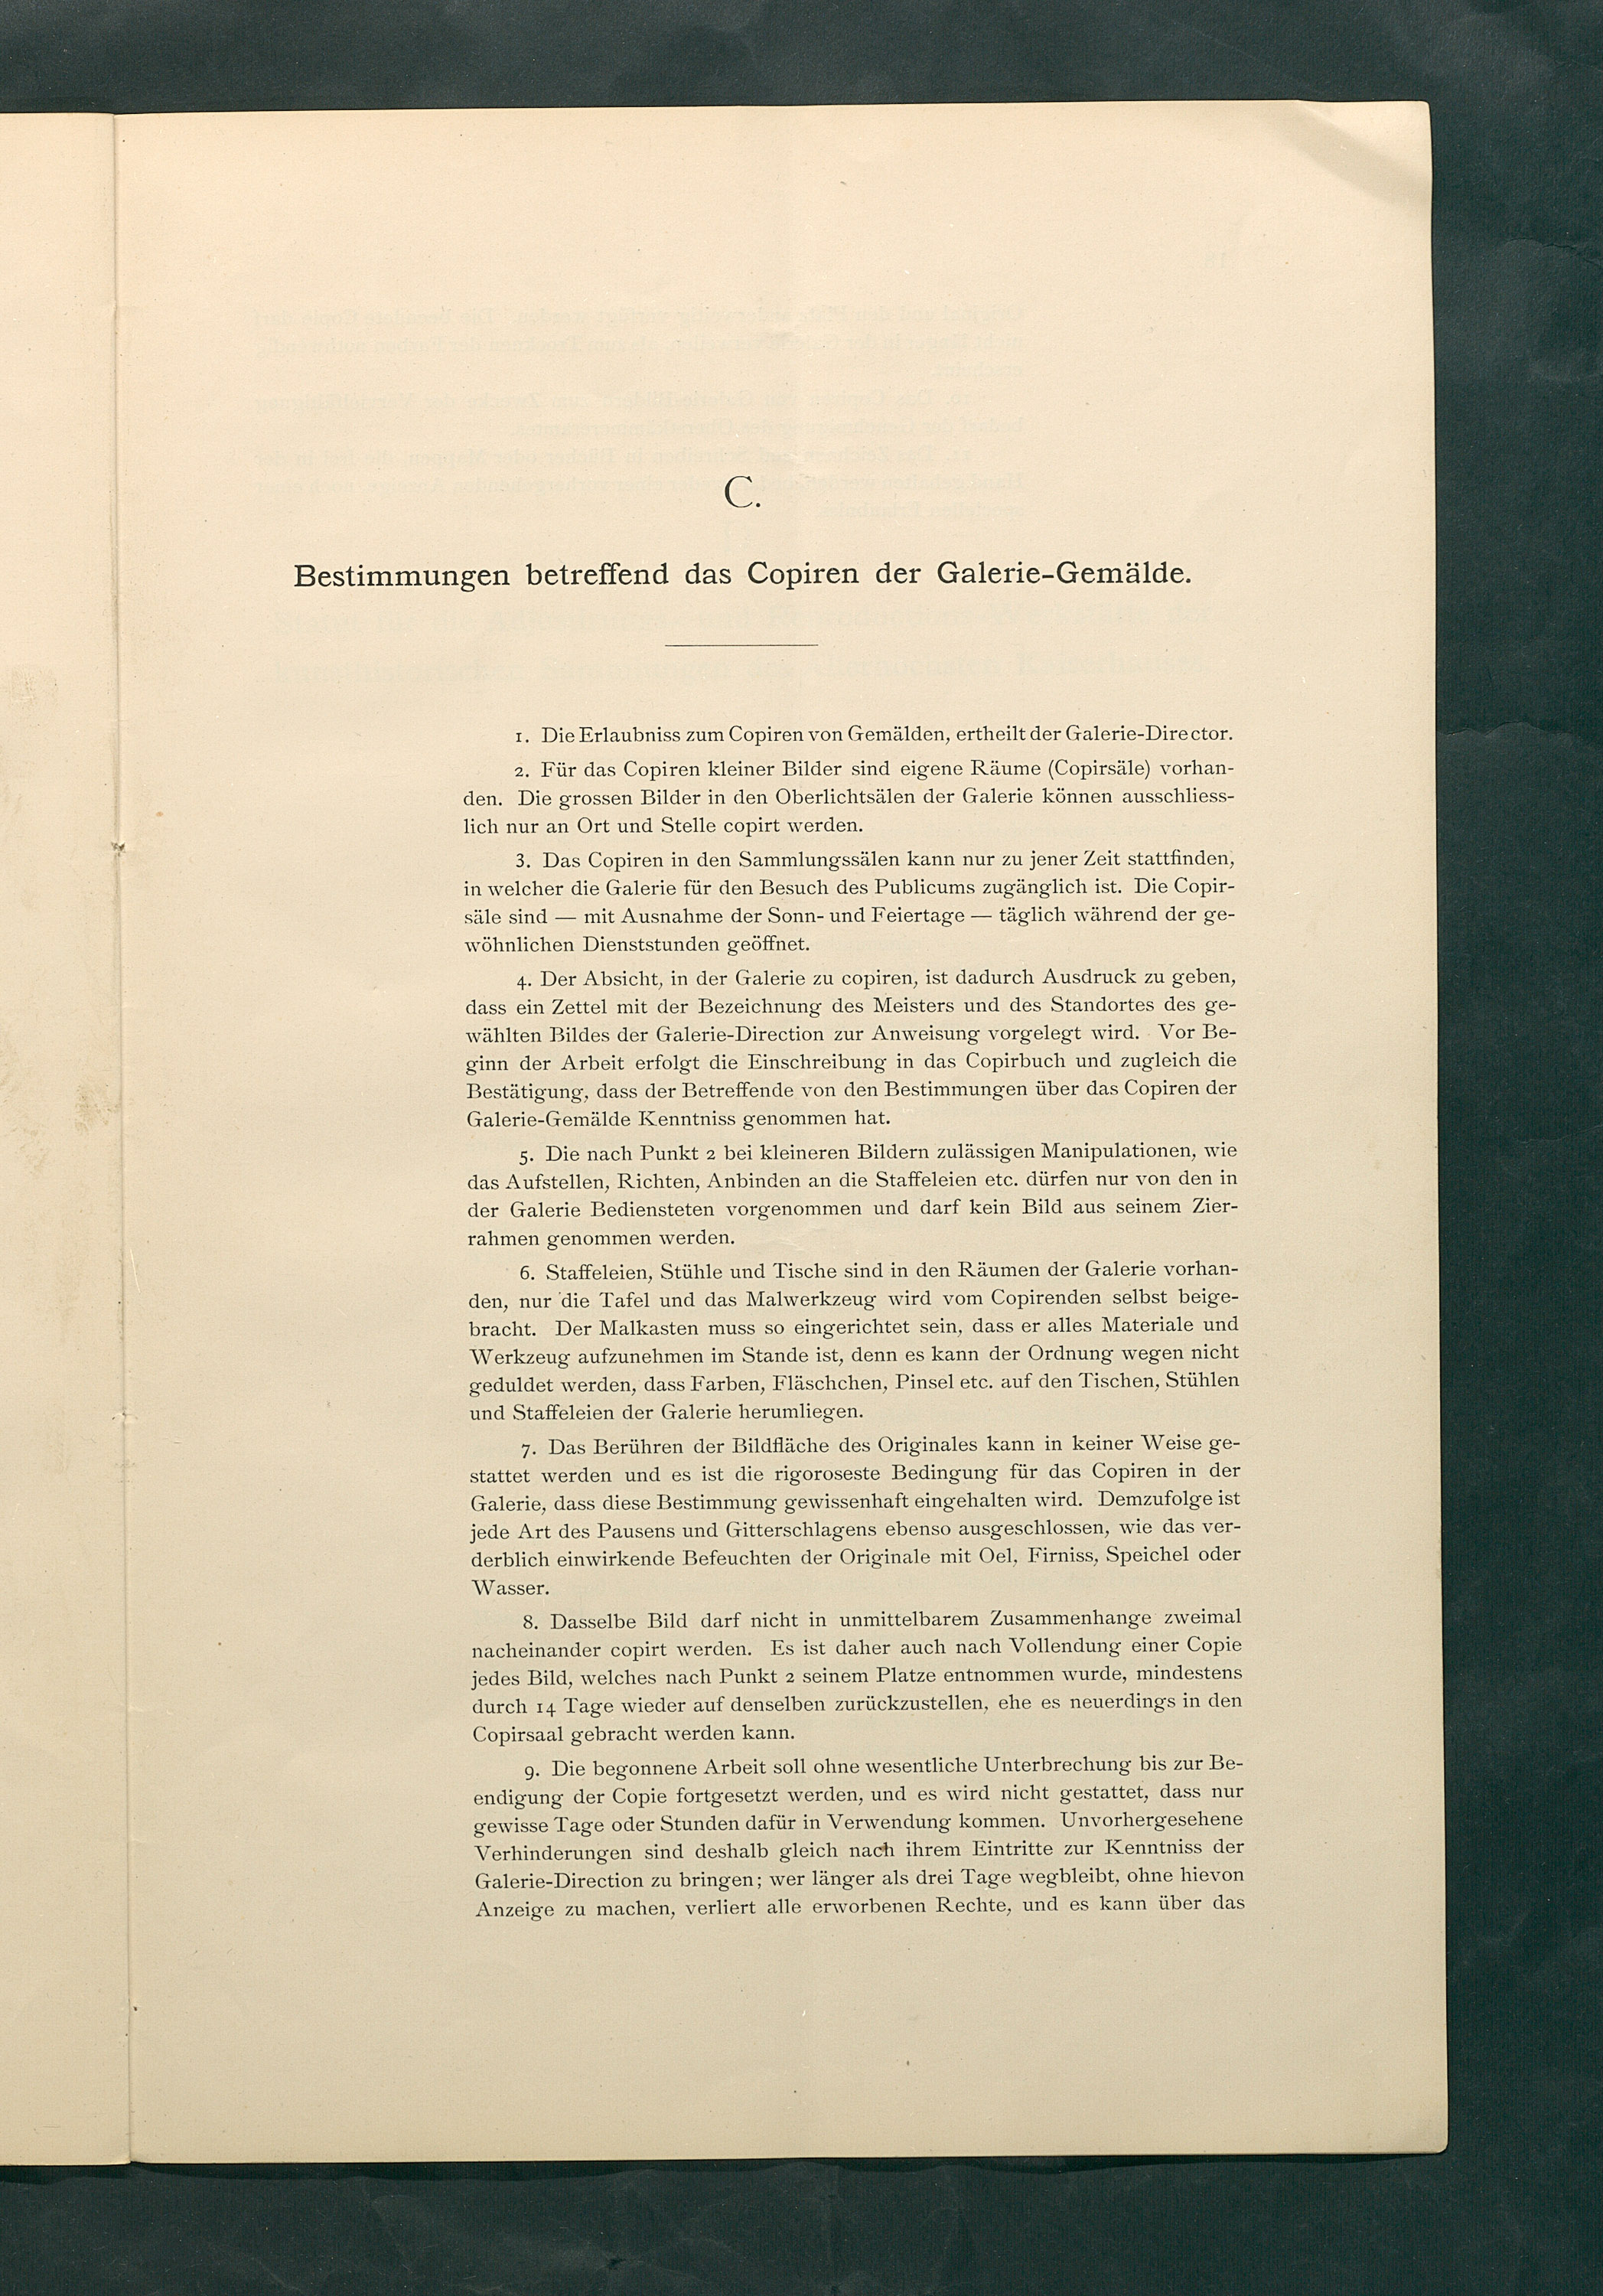 C.
Bestimmungen betreffend das Copiren der Galerie-Gemälde.
1. Die Erlaubniss zum Copiren von Gemälden, ertheilt der Galerie-Director.
2. Für das Copiren kleiner Bilder sind eigene Räume (Copirsäle) vorhan-
den. Die grossen Bilder in den Oberlichtsälen der Galerie können ausschliess-
lich nur an Ort und Stelle copirt werden.
3. Das Copiren in den Sammlungssälen kann nur zu jener Zeit stattfinden,
in welcher die Galerie für den Besuch des Publicums zugänglich ist. Die Copir-
säle sind — mit Ausnahme der Sonn- und Feiertage — täglich während der ge-
wöhnlichen Dienststunden geöffnet.
4. Der Absicht, in der Galerie zu copiren, ist dadurch Ausdruck zu geben,
dass ein Zettel mit der Bezeichnung des Meisters und des Standortes des ge-
wählten Bildes der Galerie-Direction zur Anweisung vorgelegt wird. Vor Be-
ginn der Arbeit erfolgt die Einschreibung in das Copirbuch und zugleich die
Bestätigung, dass der Betreffende von den Bestimmungen über das Copiren der
Galerie-Gemälde Kenntniss genommen hat.
5. Die nach Punkt 2 bei kleineren Bildern zulässigen Manipulationen, wie
das Aufstellen, Richten, Anbinden an die Staffeleien etc. dürfen nur von den in
der Galerie Bediensteten vorgenommen und darf kein Bild aus seinem Zier-
rahmen genommen werden.
6. Staffeleien, Stühle und Tische sind in den Räumen der Galerie vorhan-
den, nur die Tafel und das Malwerkzeug wird vom Copirenden selbst beige-
bracht. Der Malkasten muss so eingerichtet sein, dass er alles Materiale und
Werkzeug aufzunehmen im Stande ist, denn es kann der Ordnung wegen nicht
geduldet werden, dass Farben, Fläschchen, Pinsel etc. auf den Tischen, Stühlen
und Staffeleien der Galerie herumliegen.
7. Das Berühren der Bildfläche des Originales kann in keiner Weise ge-
stattet werden und es ist die rigoroseste Bedingung für das Copiren in der
Galerie, dass diese Bestimmung gewissenhaft eingehalten wird. Demzufolge ist
jede Art des Pausens und Gitterschlagens ebenso ausgeschlossen, wie das ver-
derblich einwirkende Befeuchten der Originale mit Oel, Firniss, Speichel oder
Wasser.
8. Dasselbe Bild darf nicht in unmittelbarem Zusammenhange zweimal
nacheinander copirt werden. Es ist daher auch nach Vollendung einer Copie
jedes Bild, welches nach Punkt 2 seinem Platze entnommen wurde, mindestens
durch 14 Tage wieder auf denselben zurückzustellen, ehe es neuerdings in den
Copirsaal gebracht werden kann.
9. Die begonnene Arbeit soll ohne wesentliche Unterbrechung bis zur Be-
endigung der Copie fortgesetzt werden, und es wird nicht gestattet, dass nur
gewisse Tage oder Stunden dafür in Verwendung kommen. Unvorhergesehene
Verhinderungen sind deshalb gleich nach ihrem Eintritte zur Kenntniss der
Galerie-Direction zu bringen; wer länger als drei Tage wegbleibt, ohne hievon
Anzeige zu machen, verliert alle erworbenen Rechte, und es kann über das